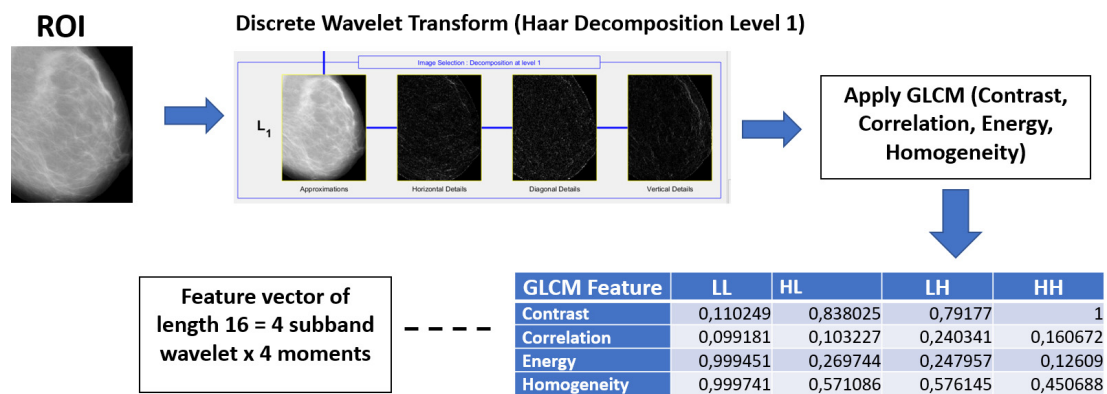 ROI
Discrete Wavelet Transform (Haar Decomposition Level 1)
Image Selection : Decomposition at level 1
L1
Approximations
Horizontal Details
Diagonal Details
Vertical Details
Apply GLCM (Contrast,
Correlation, Energy,
Homogeneity)
Feature vector of
length 16 = 4 subband
wavelet x 4 moments
GLCM Feature LL HL LH HH
Contrast 0,110249 0,838025 0,79177 1
Correlation 0,099181 0,103227 0,240341 0,160672
Energy 0,999451 0,269744 0,247957 0,12609
Homogeneity 0,999741 0,571086 0,576145 0,450688